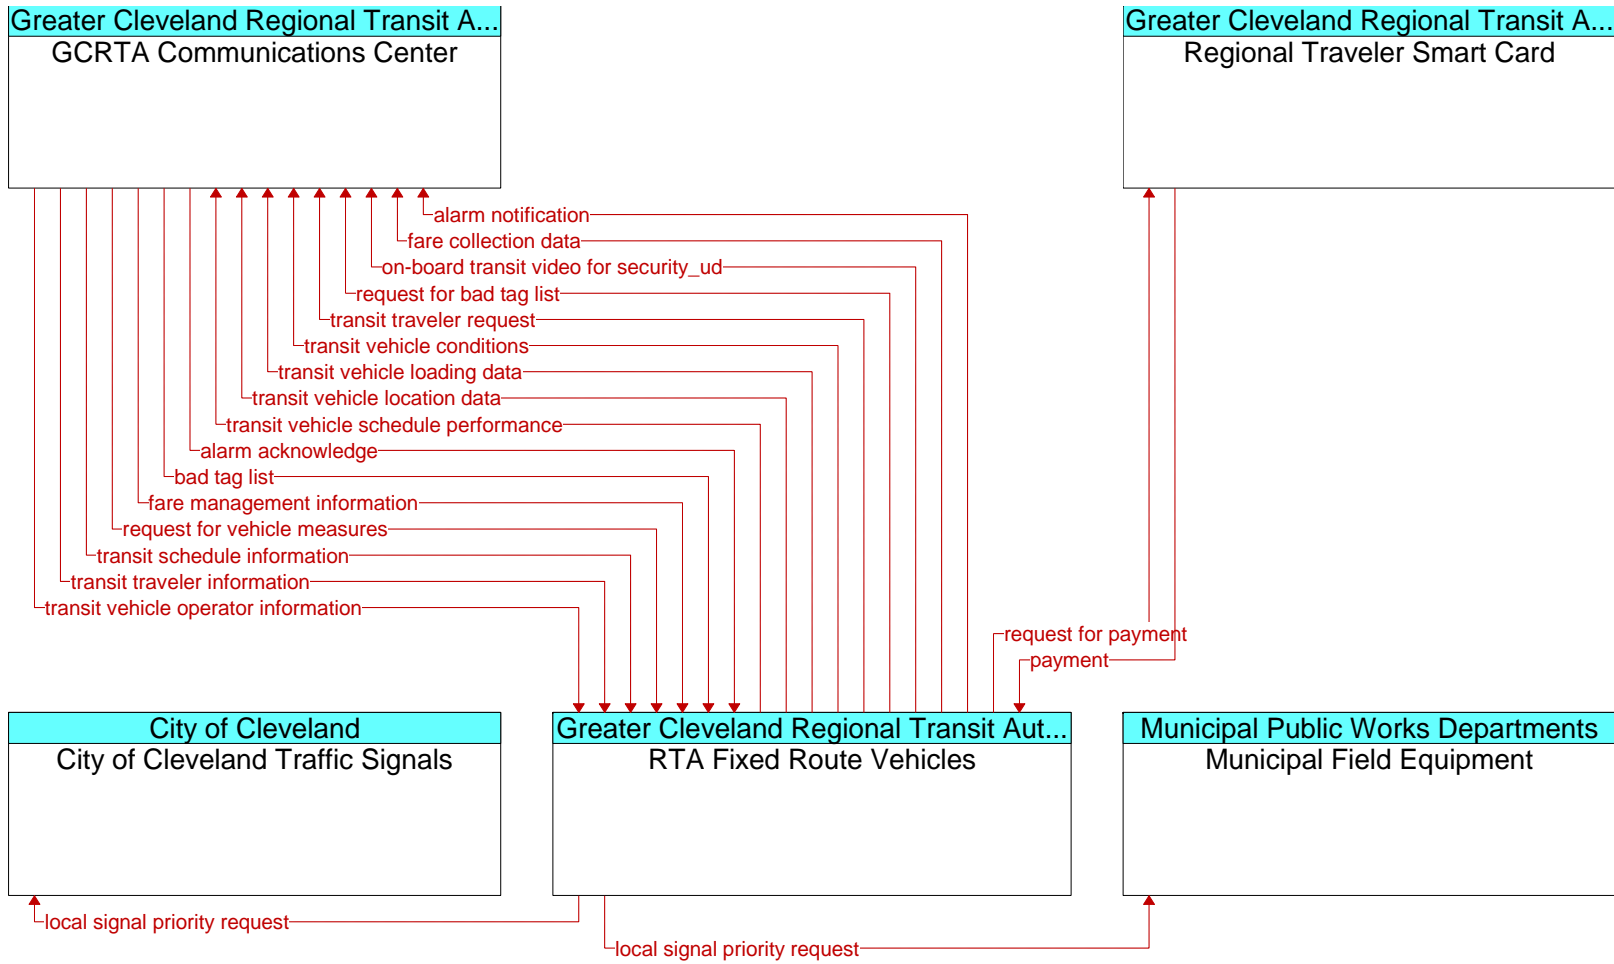 Greater Cleveland Regional Transit A...
GCRTA Communications Center
Greater Cleveland Regional Transit A...
Regional Traveler Smart Card
alarm notification
fare collection data
on-board transit video for security_ud
request for bad tag list
transit traveler request
transit vehicle conditions
transit vehicle loading data
transit vehicle location data
transit vehicle schedule performance
alarm acknowledge
bad tag list
fare management information
request for vehicle measures
transit schedule information
transit traveler information
transit vehicle operator information
request for payment
payment
City of Cleveland
City of Cleveland Traffic Signals
Greater Cleveland Regional Transit Aut...
RTA Fixed Route Vehicles
Municipal Public Works Departments
Municipal Field Equipment
local signal priority request
local signal priority request